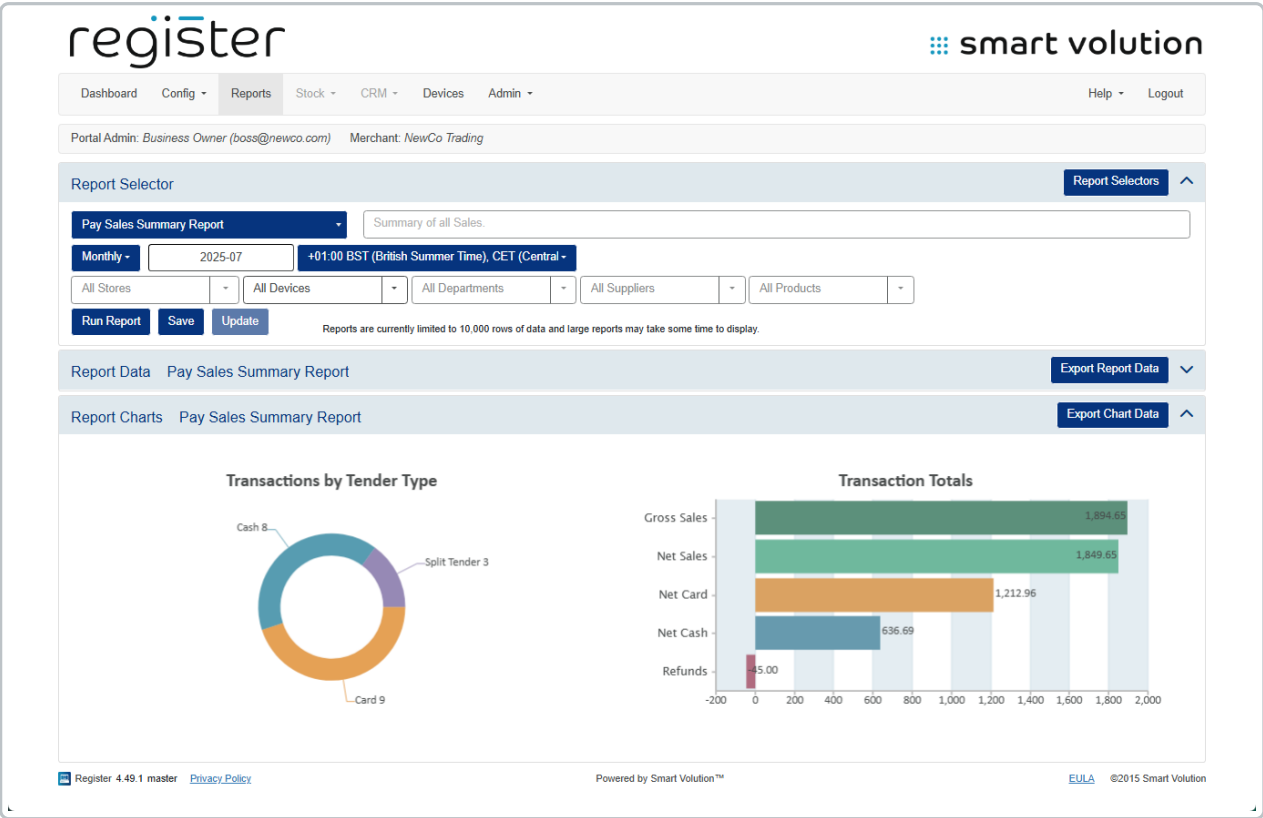 register
smart volution
Dashboard Config Reports Stock CRM Devices Admin Help Logout
Portal Admin: Business Owner (boss@newco.com) Merchant: NewCo Trading
Report Selector Report Selectors
Pay Sales Summary Report Summary of all Sales.
Monthly 2025-07 +01:00 BST (British Summer Time), CET (Central
All Stores All Devices All Departments All Suppliers All Products
Run Report Save Update Reports are currently limited to 10,000 rows of data and large reports may take some time to display.
Report Data Pay Sales Summary Report Export Report Data
Report Charts Pay Sales Summary Report Export Chart Data
Transactions by Tender Type
Cash 8
Split Tender 3
Card 9
Transaction Totals
Gross Sales 1,894.65
Net Sales 1,849.65
Net Card 1,212.96
Net Cash 636.69
Refunds -45.00
-200 0 200 400 600 800 1,000 1,200 1,400 1,600 1,800 2,000
Register 4.49.1 master Privacy Policy Powered by Smart Volution™ EULA ©2015 Smart Volution